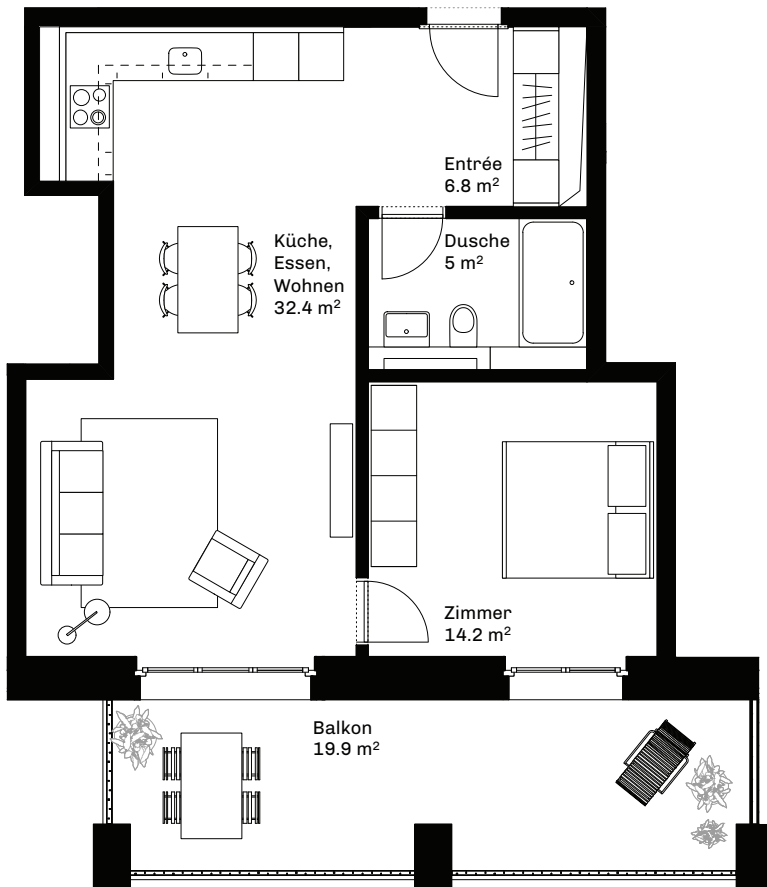 Entrée
6.8 m²
Küche,
Essen,
Wohnen
32.4 m²
Dusche
5 m²
Zimmer
14.2 m²
Balkon
19.9 m²